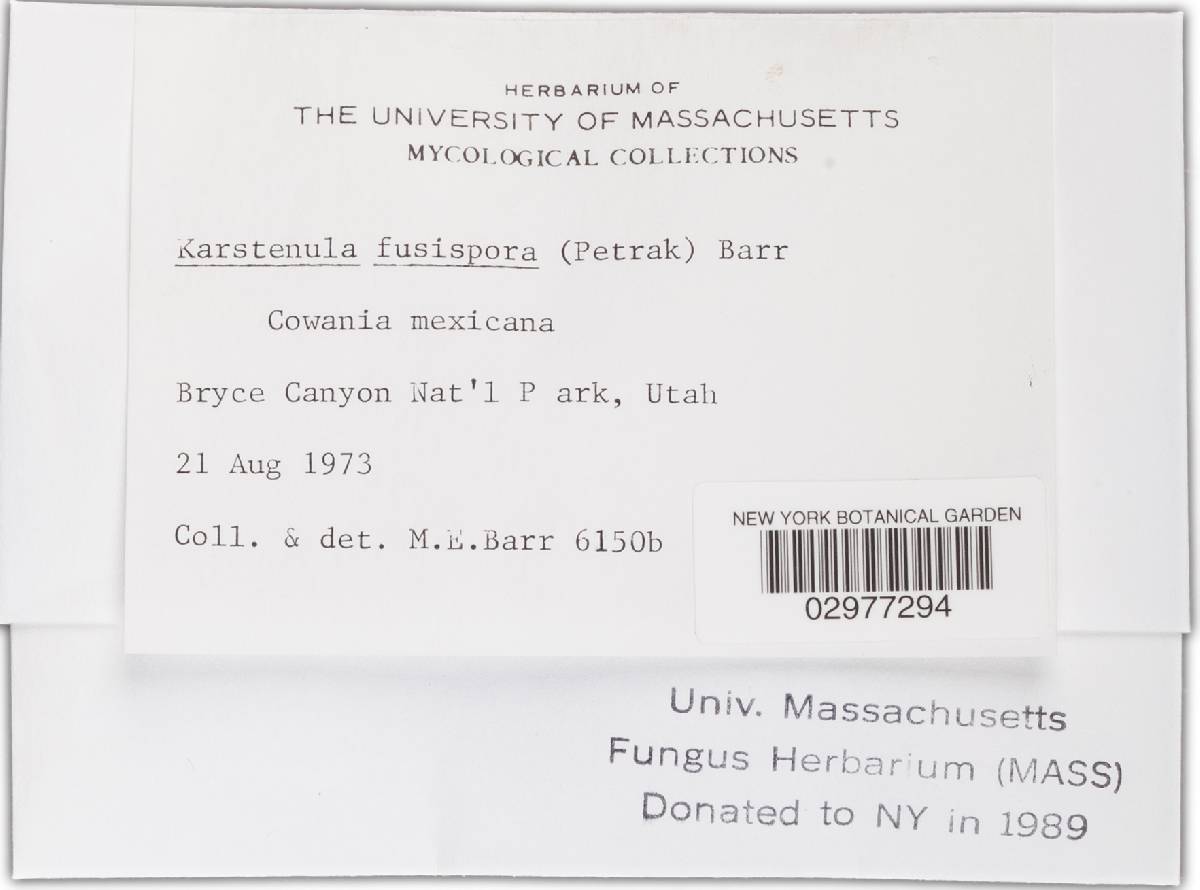 HERBARIUM OF
THE UNIVERSITY OF MASSACHUSETTS
MYCOLOGICAL COLLECTIONS
Karstenula fusispora (Petrak) Barr
Cowania mexicana
Bryce Canyon Nat'l P ark, Utah
21 Aug 1973
Coll. & det. M.E.Barr 6150b
NEW YORK BOTANICAL GARDEN
02977294
Univ. Massachusetts
Fungus Herbarium (MASS)
Donated to NY in 1989